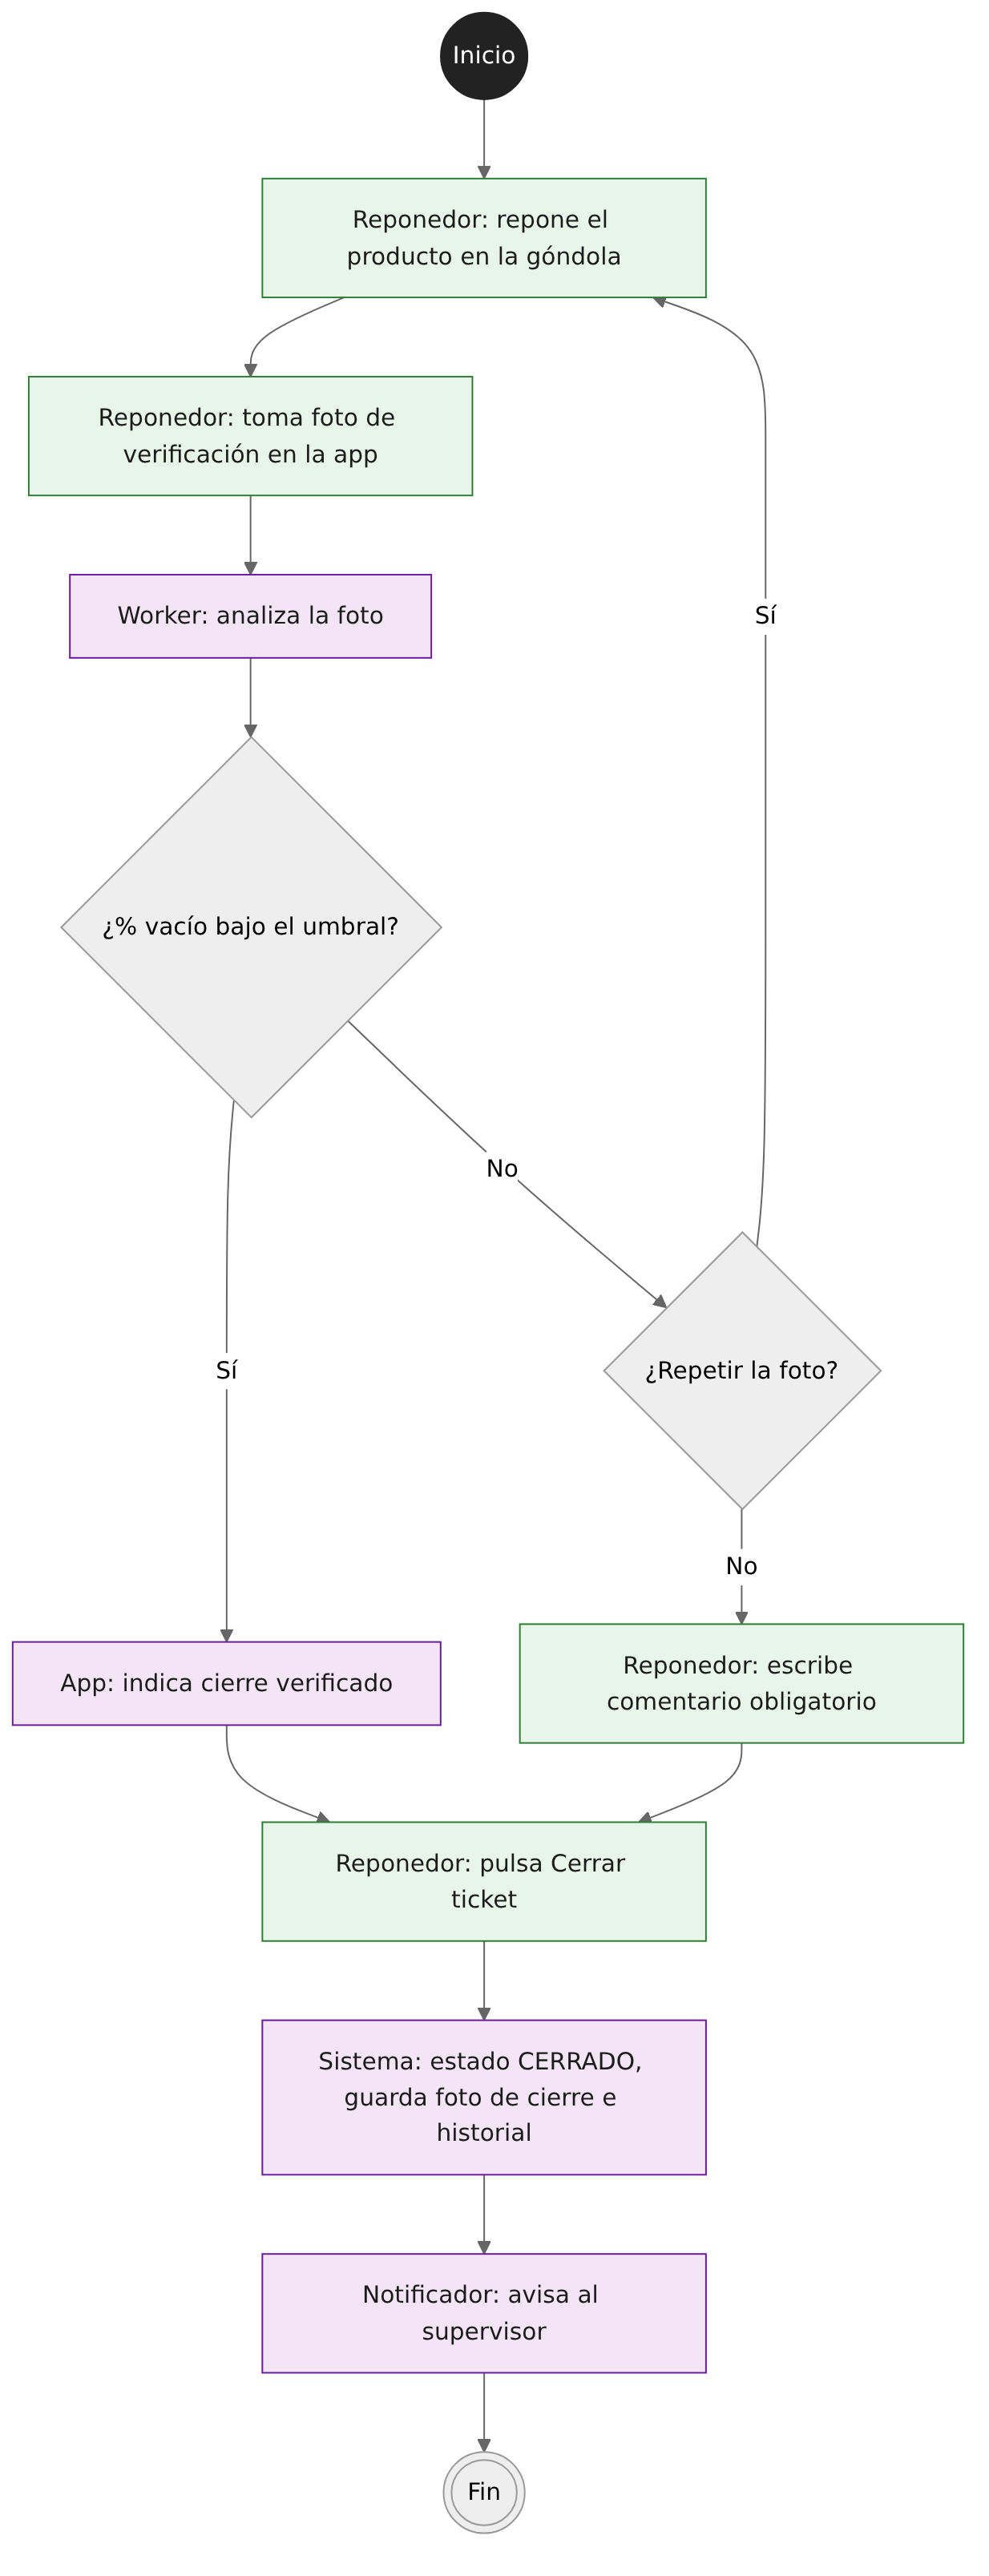 Inicio
Reponedor: repone el
producto en la góndola
Reponedor: toma foto de
verificación en la app
Worker: analiza la foto
Sí
¿% vacío bajo el umbral?
No
Sí
¿Repetir la foto?
No
App: indica cierre verificado
Reponedor: escribe
comentario obligatorio
Reponedor: pulsa Cerrar
ticket
Sistema: estado CERRADO,
guarda foto de cierre e
historial
Notificador: avisa al
supervisor
Fin